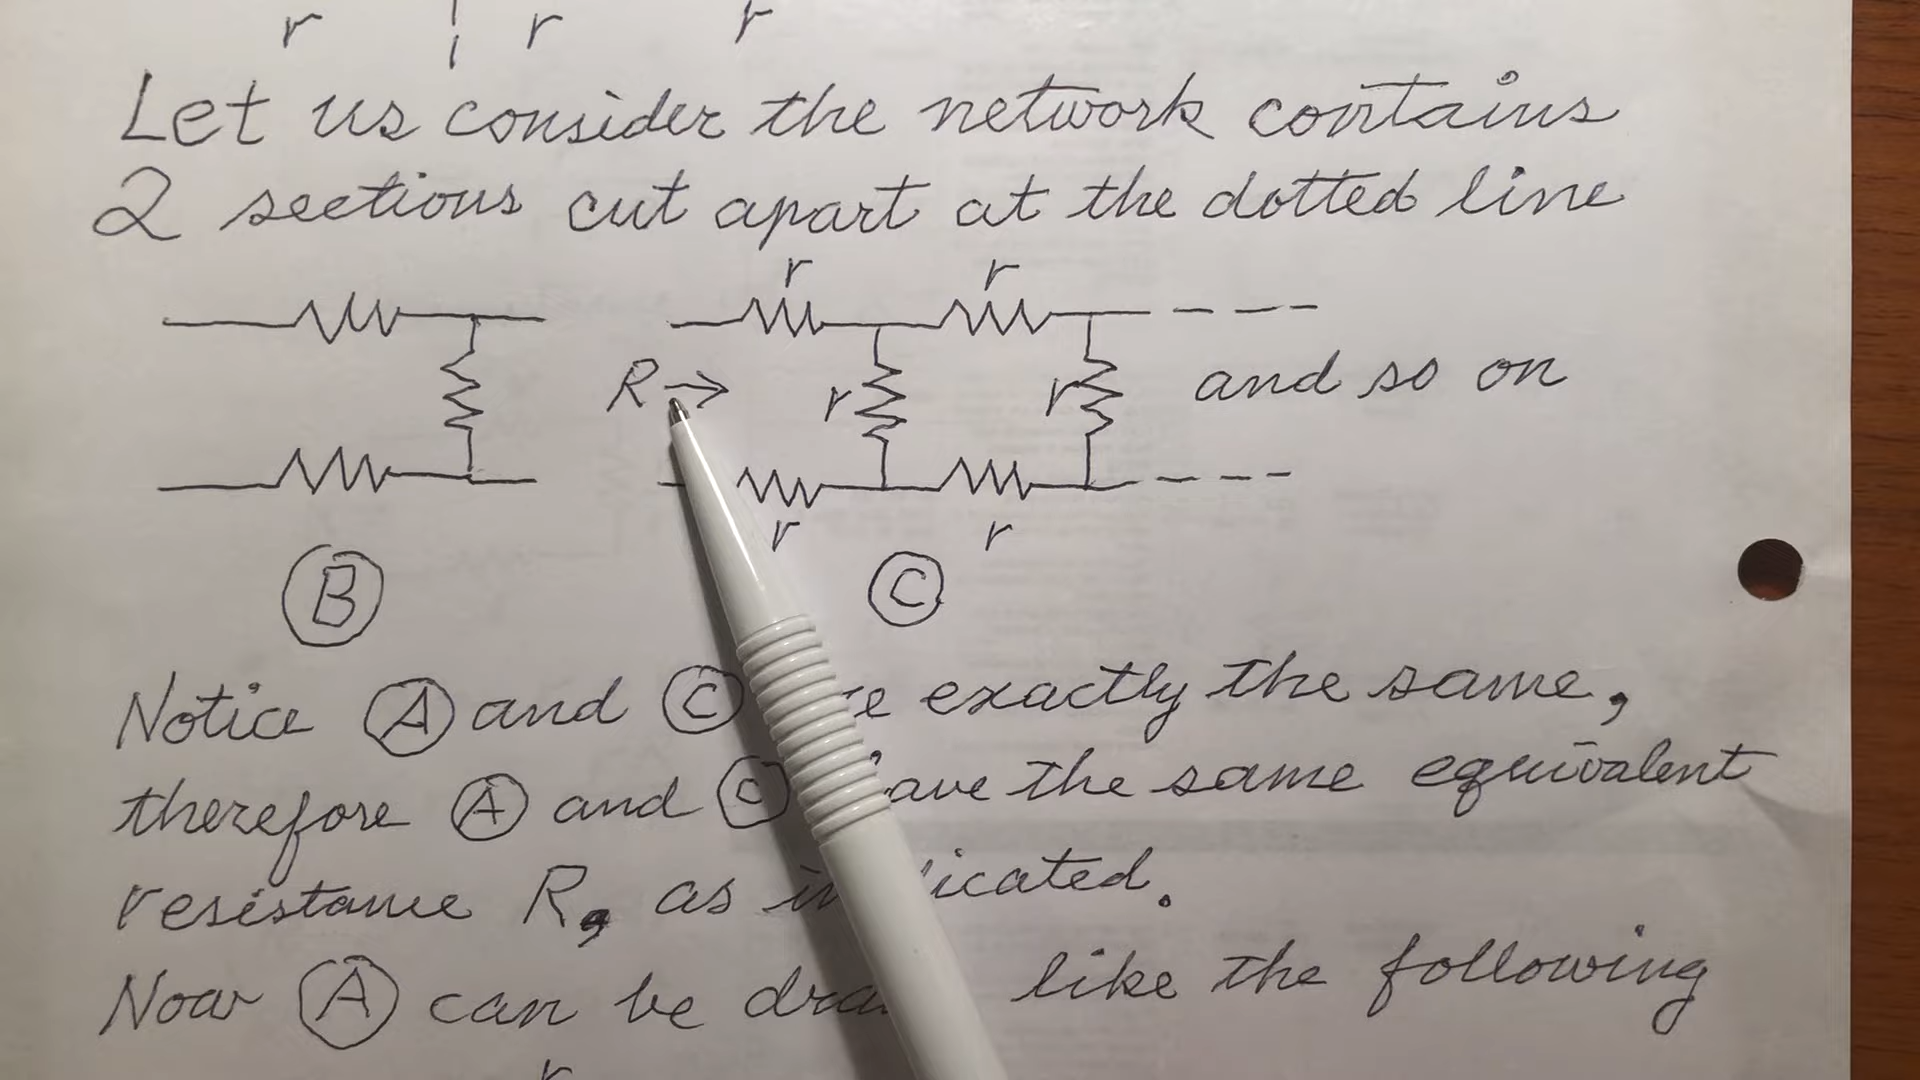 r r r
Let us consider the network contains
2 sections cut apart at the dotted line
r r
R → r r and so on
r r
B C
Notice A and C re exactly the same,
therefore A and C ave the same equivalent
resistance R, as in icated.
Now A can be dra like the following
r